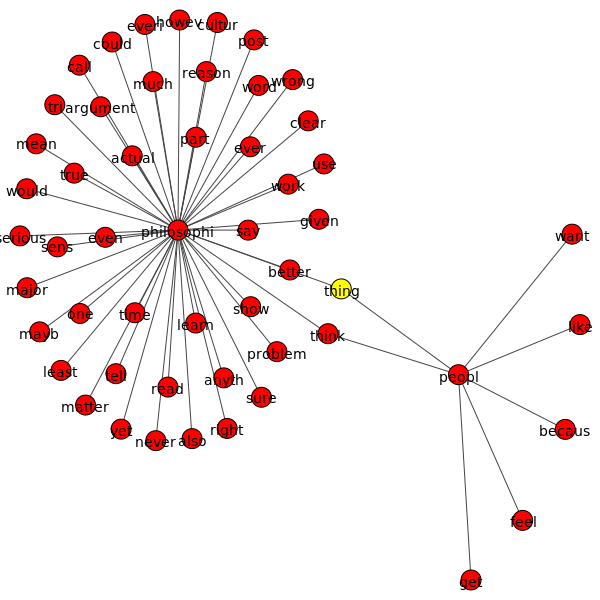 even howev cultur
could post
call reason
much word wrong
tri argument clear
mean part ever
actual use
true work
would given
serious sens even philosophi say want
better
major thing
one time learn show like
mayb think
problem
least tell anyth peopl
read sure
matter
yet never also right becaus
feel
get